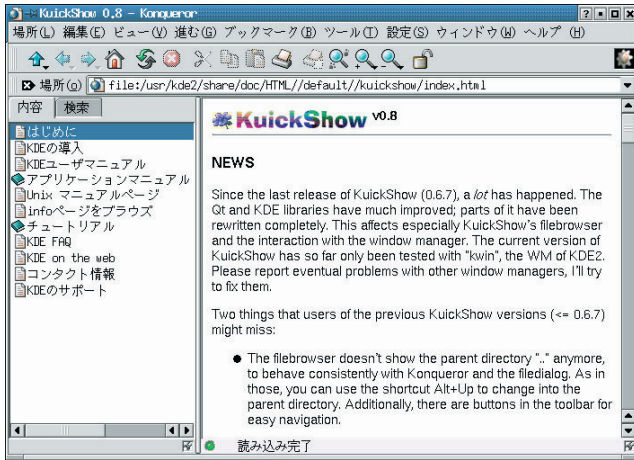 KuickShow 0.8 - Konqueror
場所(L) 編集(E) ビュー(V) 進む(G) ブックマーク(B) ツール(T) 設定(S) ウィンドウ(W) ヘルプ (H)
場所(o) file:/usr/kde2/share/doc/HTML//default//kuickshow/index.html
内容 検索
はじめに
KDEの導入
KDEユーザマニュアル
アプリケーションマニュアル
Unix マニュアルページ
infoページをブラウズ
チュートリアル
KDE FAQ
KDE on the web
コンタクト情報
KDEのサポート
KuickShow v0.8
NEWS
Since the last release of KuickShow (0.6.7), a lot has happened. The
Qt and KDE libraries have much improved; parts of it have been
rewritten completely. This affects especially KuickShow's filebrowser
and the interaction with the window manager. The current version of
KuickShow has so far only been tested with "kwin", the WM of KDE2.
Please report eventual problems with other window managers, I'll try
to fix them.
Two things that users of the previous KuickShow versions (<= 0.6.7)
might miss:
The filebrowser doesn't show the parent directory ".." anymore,
to behave consistently with Konqueror and the filedialog. As in
those, you can use the shortcut Alt+Up to change into the
parent directory. Additionally, there are buttons in the toolbar for
easy navigation.
読み込み完了